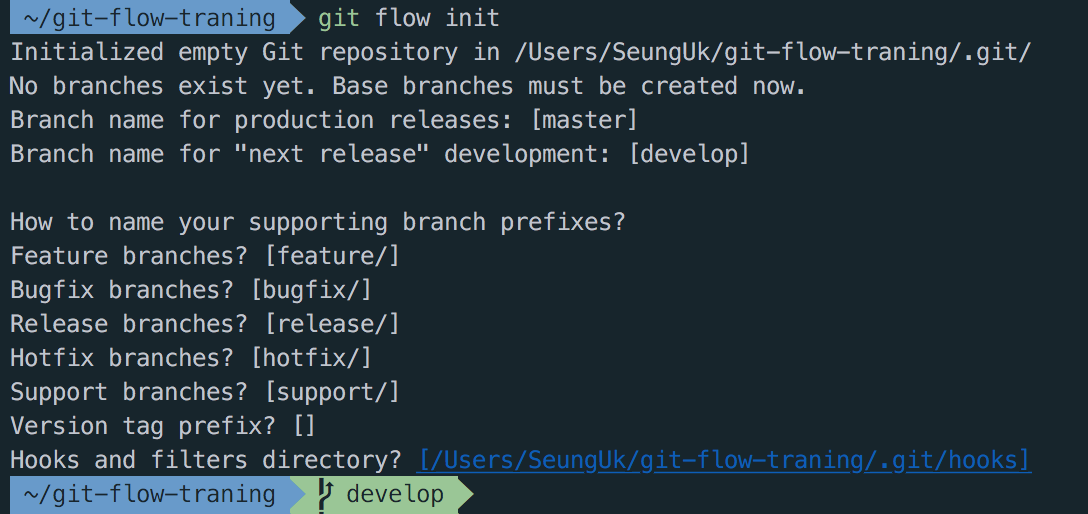 ~/git-flow-traning git flow init
Initialized empty Git repository in /Users/SeungUk/git-flow-traning/.git/
No branches exist yet. Base branches must be created now.
Branch name for production releases: [master]
Branch name for "next release" development: [develop]
How to name your supporting branch prefixes?
Feature branches? [feature/]
Bugfix branches? [bugfix/]
Release branches? [release/]
Hotfix branches? [hotfix/]
Support branches? [support/]
Version tag prefix? []
Hooks and filters directory? [/Users/SeungUk/git-flow-traning/.git/hooks]
~/git-flow-traning develop